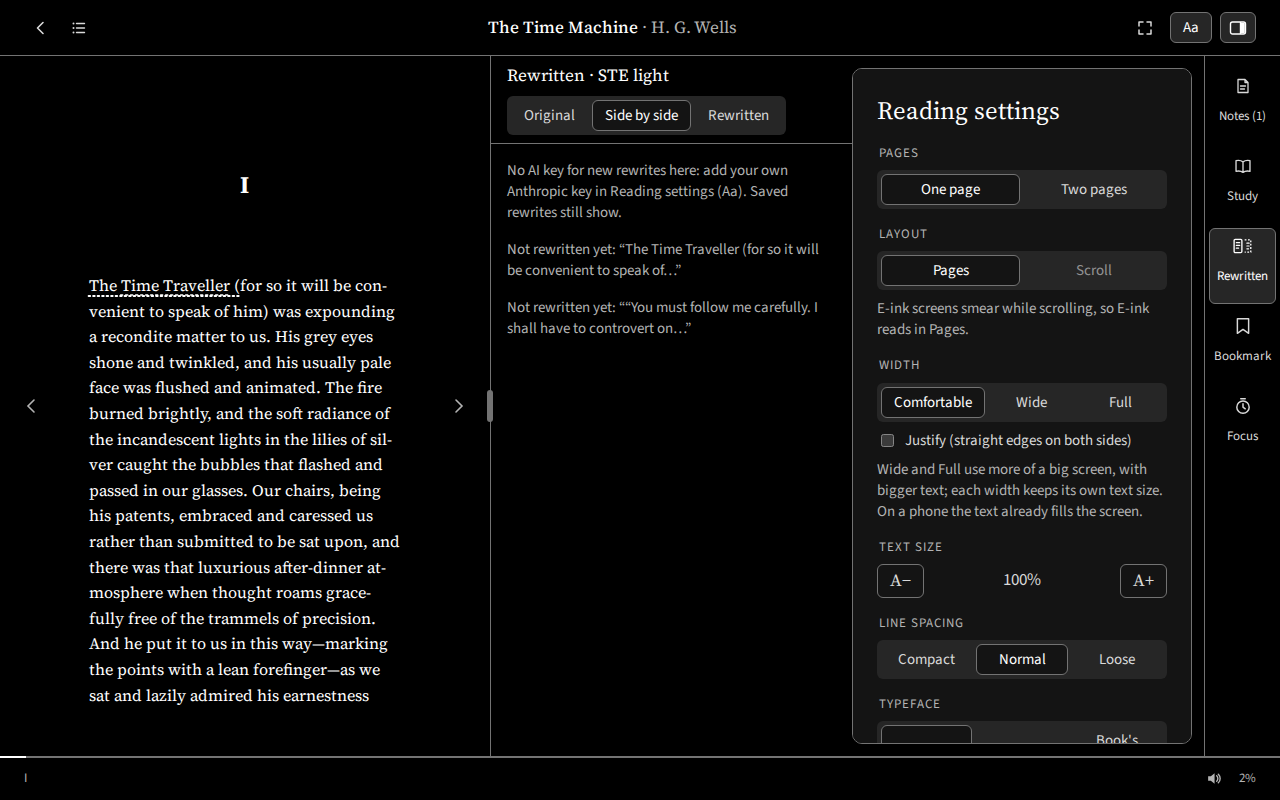 The Time Machine · H. G. Wells
Aa
I
The Time Traveller (for so it will be con-
venient to speak of him) was expounding
a recondite matter to us. His grey eyes
shone and twinkled, and his usually pale
face was flushed and animated. The fire
burned brightly, and the soft radiance of
the incandescent lights in the lilies of sil-
ver caught the bubbles that flashed and
passed in our glasses. Our chairs, being
his patents, embraced and caressed us
rather than submitted to be sat upon, and
there was that luxurious after-dinner at-
mosphere when thought roams grace-
fully free of the trammels of precision.
And he put it to us in this way—marking
the points with a lean forefinger—as we
sat and lazily admired his earnestness
Rewritten · STE light
Original Side by side Rewritten
No AI key for new rewrites here: add your own
Anthropic key in Reading settings (Aa). Saved
rewrites still show.
Not rewritten yet: “The Time Traveller (for so it will
be convenient to speak of…”
Not rewritten yet: ““You must follow me carefully. I
shall have to controvert on…”
Reading settings
PAGES
One page Two pages
LAYOUT
Pages Scroll
E-ink screens smear while scrolling, so E-ink
reads in Pages.
WIDTH
Comfortable Wide Full
Justify (straight edges on both sides)
Wide and Full use more of a big screen, with
bigger text; each width keeps its own text size.
On a phone the text already fills the screen.
TEXT SIZE
A− 100% A+
LINE SPACING
Compact Normal Loose
TYPEFACE
Book's
Notes (1)
Study
Rewritten
Bookmark
Focus
I
2%